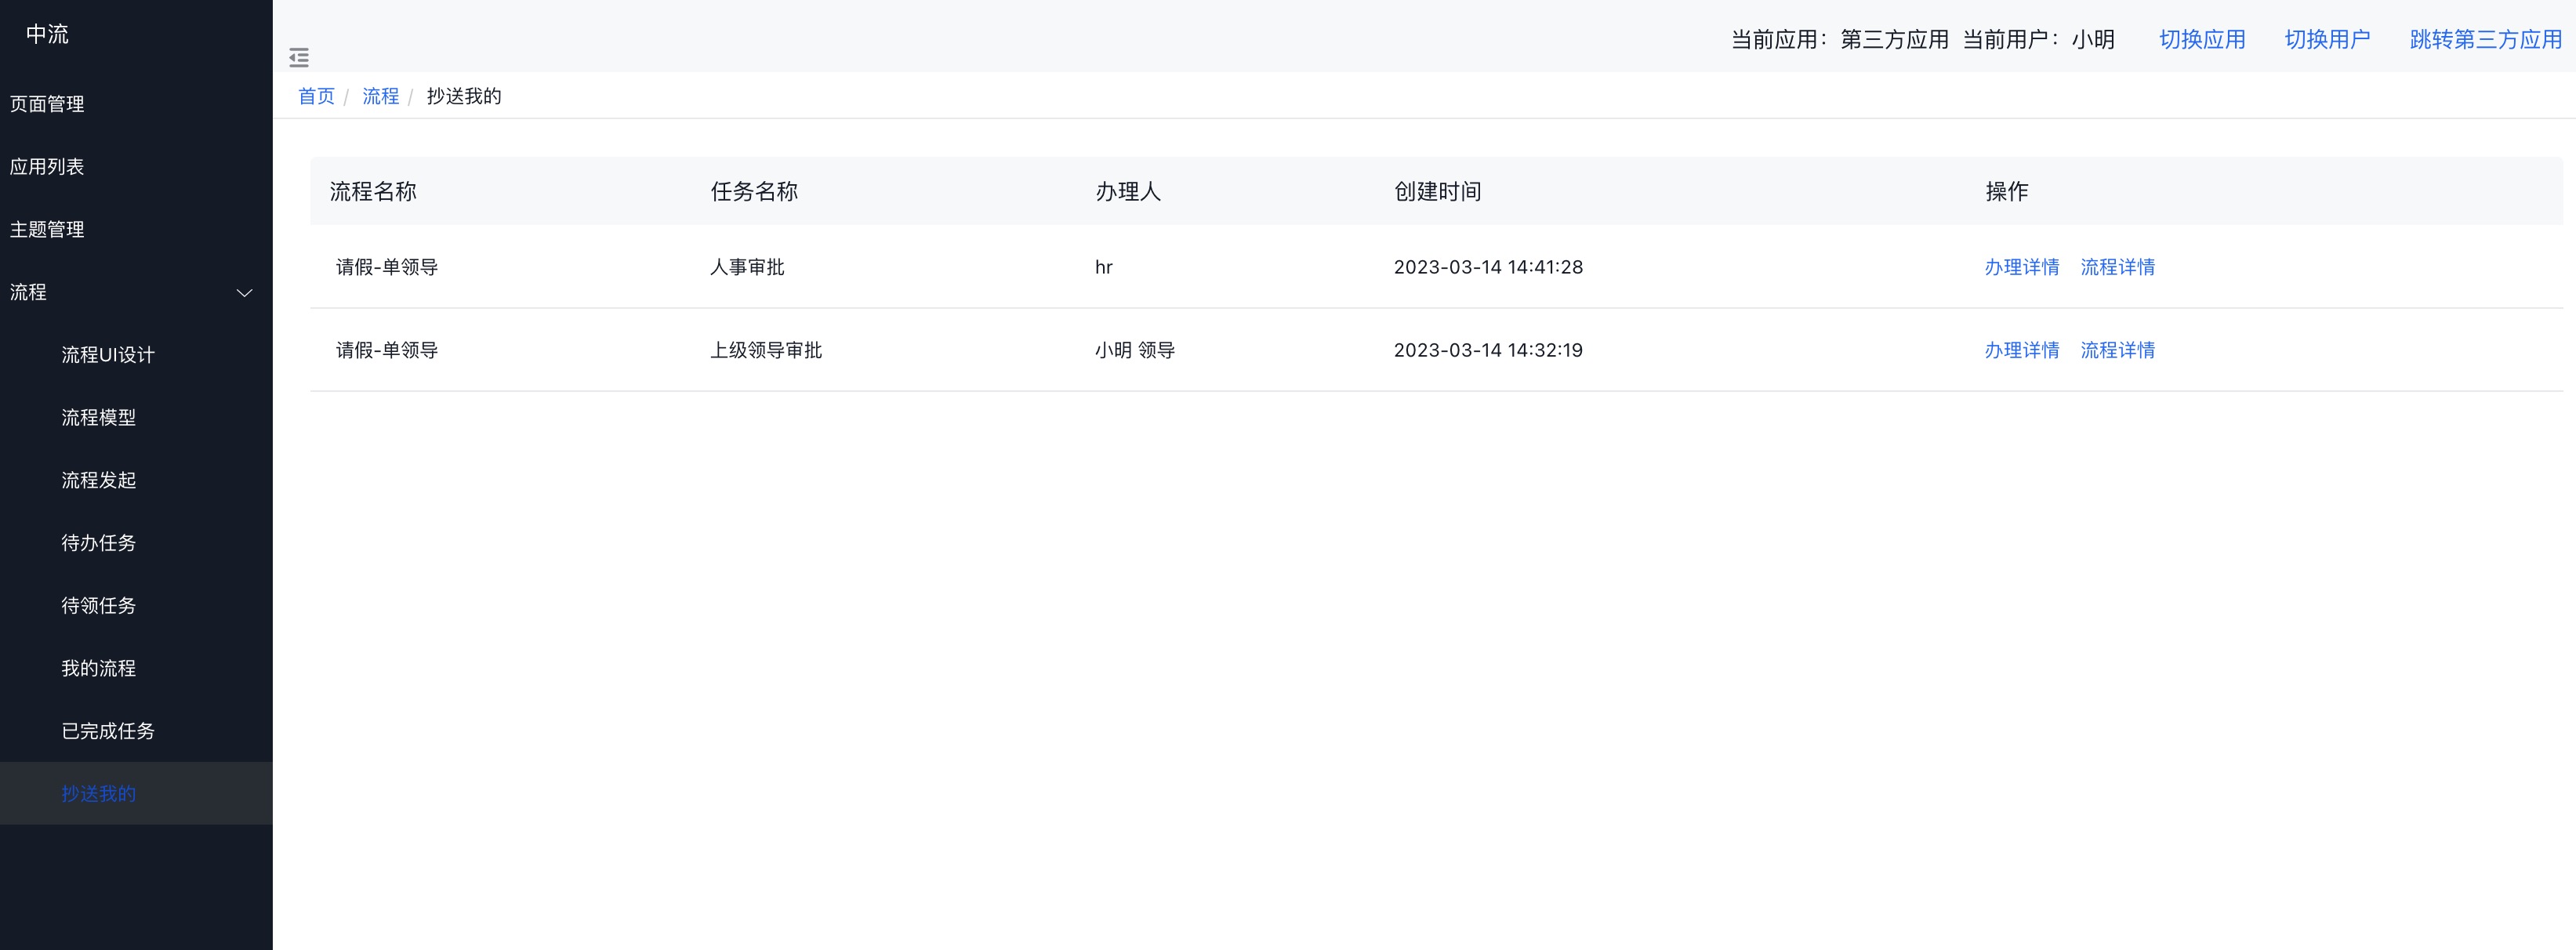 中流
页面管理
应用列表
主题管理
流程
流程UI设计
流程模型
流程发起
待办任务
待领任务
我的流程
已完成任务
抄送我的
当前应用：第三方应用 当前用户：小明 切换应用 切换用户 跳转第三方应用
首页 / 流程 / 抄送我的
流程名称 任务名称 办理人 创建时间 操作
请假-单领导 人事审批 hr 2023-03-14 14:41:28 办理详情 流程详情
请假-单领导 上级领导审批 小明 领导 2023-03-14 14:32:19 办理详情 流程详情